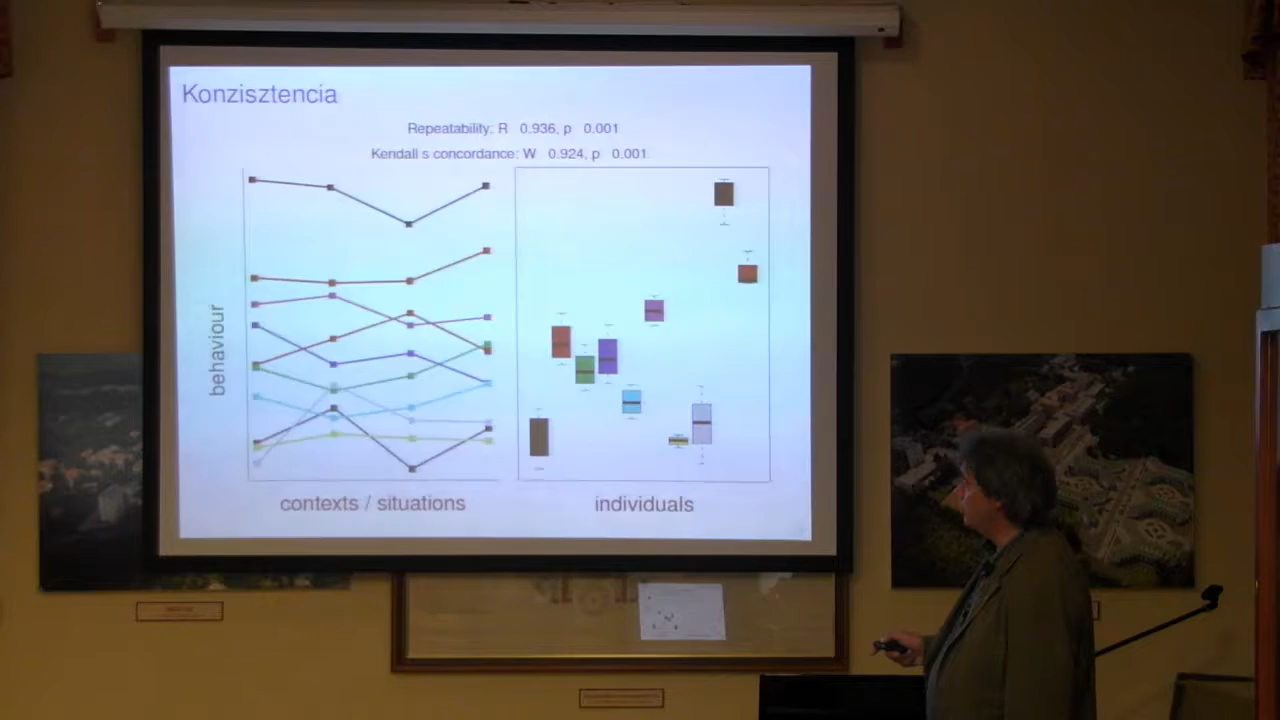 Konzisztencia
Repeatability: R 0.936, p 0.001
Kendall s concordance: W 0.924, p 0.001
behaviour
contexts / situations
individuals